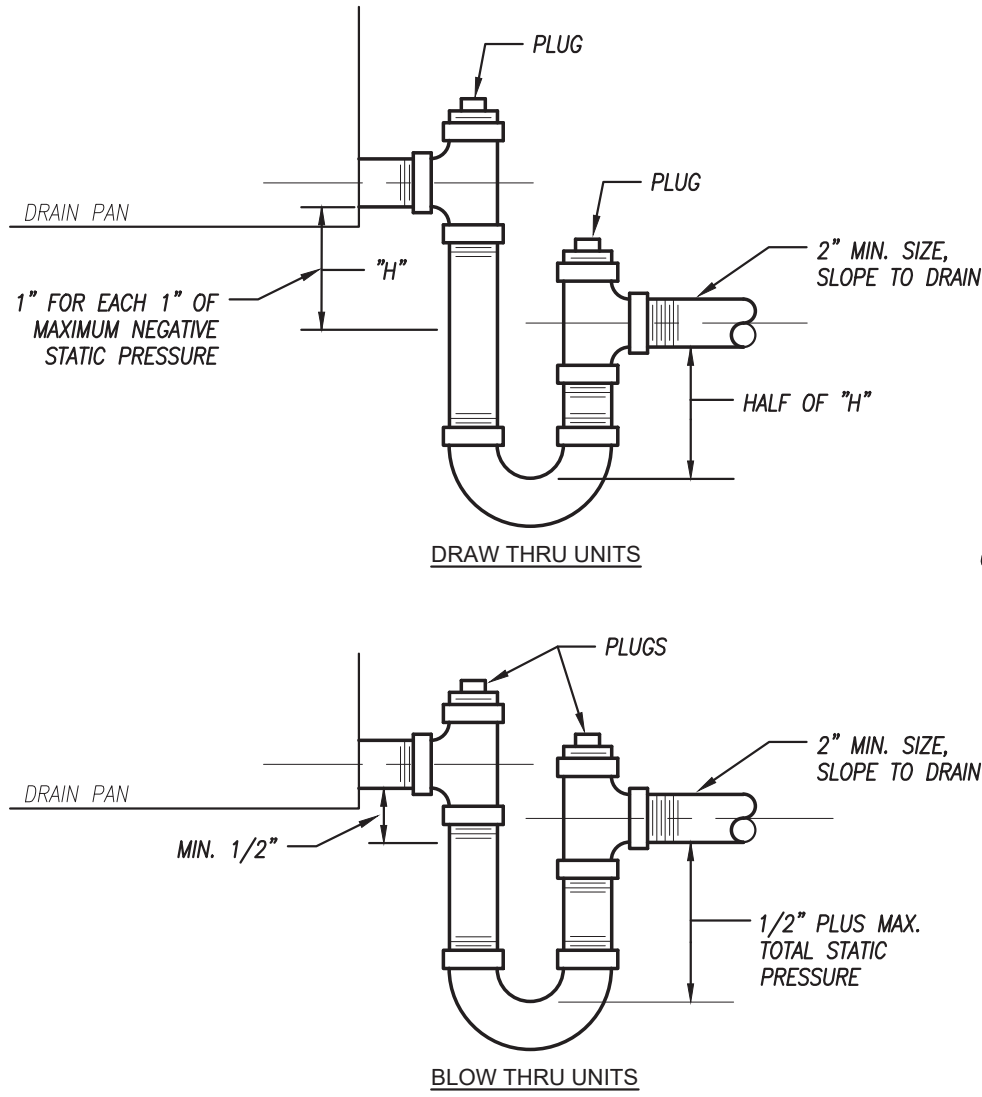 PLUG
PLUG
DRAIN PAN
"H"
2" MIN. SIZE,
SLOPE TO DRAIN
1" FOR EACH 1" OF
MAXIMUM NEGATIVE
STATIC PRESSURE
HALF OF "H"
DRAW THRU UNITS
PLUGS
2" MIN. SIZE,
SLOPE TO DRAIN
DRAIN PAN
MIN. 1/2"
1/2" PLUS MAX.
TOTAL STATIC
PRESSURE
BLOW THRU UNITS